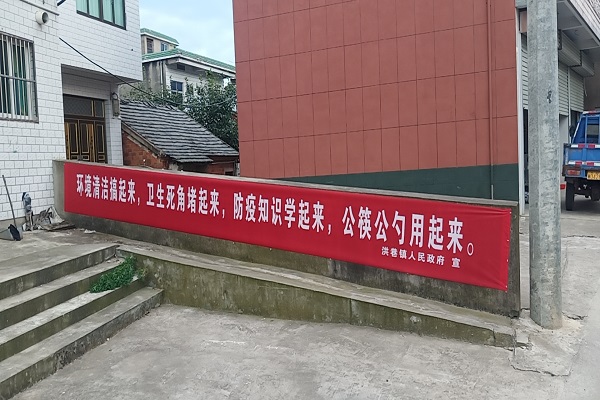 环境清洁搞起来，卫生死角堵起来，防疫知识学起来，公筷公勺用起来。
洪巷镇人民政府 宣